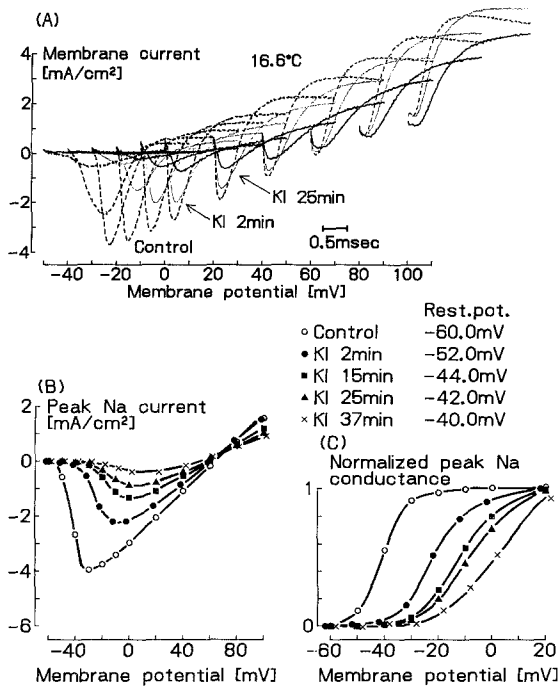 (A)
Membrane current
[mA/cm²]
16.6°C
4
2
0
-2
-4
KI 25min
KI 2min
Control
0.5msec
-40 -20 0 20 40 60 80 100
Membrane potential [mV]
Rest.pot.
Control -60.0mV
KI 2min -52.0mV
KI 15min -44.0mV
KI 25min -42.0mV
KI 37min -40.0mV
(B)
Peak Na current
[mA/cm²]
2
0
-2
-4
-6
-40 0 40 80
Membrane potential [mV]
(C)
Normalized peak Na
conductance
1
0
-60 -40 -20 0 20
Membrane potential [mV]